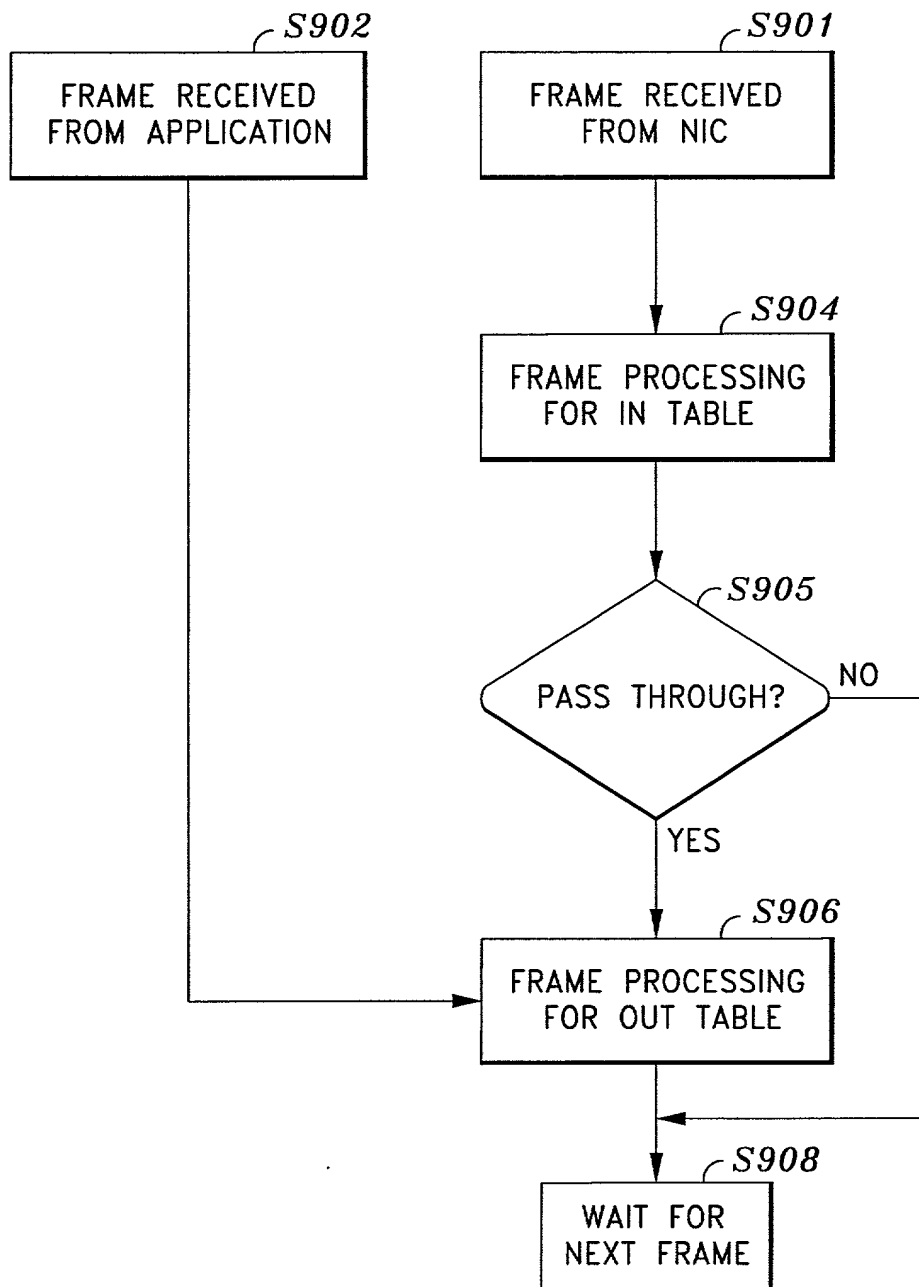 S902
FRAME RECEIVED
FROM APPLICATION
S901
FRAME RECEIVED
FROM NIC
S904
FRAME PROCESSING
FOR IN TABLE
S905
PASS THROUGH?
NO
YES
S906
FRAME PROCESSING
FOR OUT TABLE
S908
WAIT FOR
NEXT FRAME